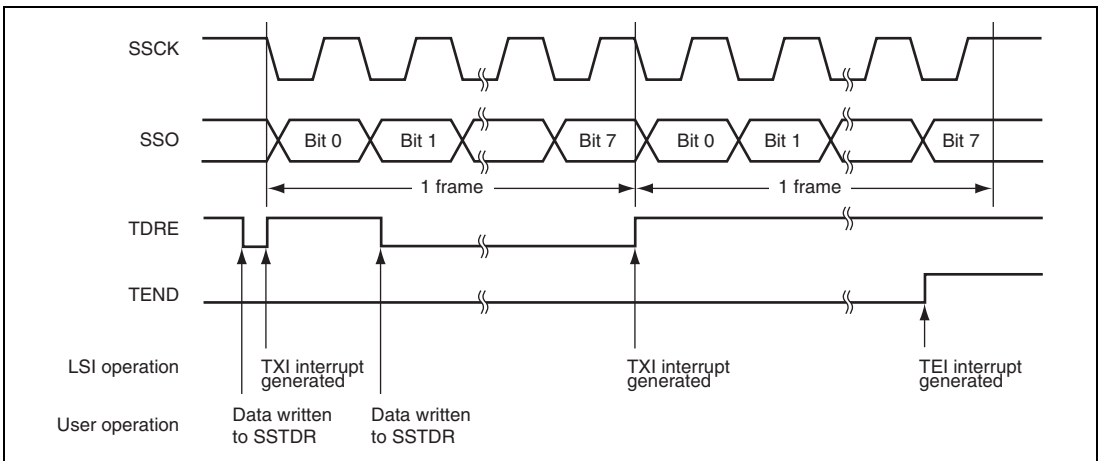 SSCK
SSO
Bit 0
Bit 1
Bit 7
Bit 0
Bit 1
Bit 7
1 frame
1 frame
TDRE
TEND
LSI operation
TXI interrupt
generated
TXI interrupt
generated
TEI interrupt
generated
User operation
Data written
to SSTDR
Data written
to SSTDR